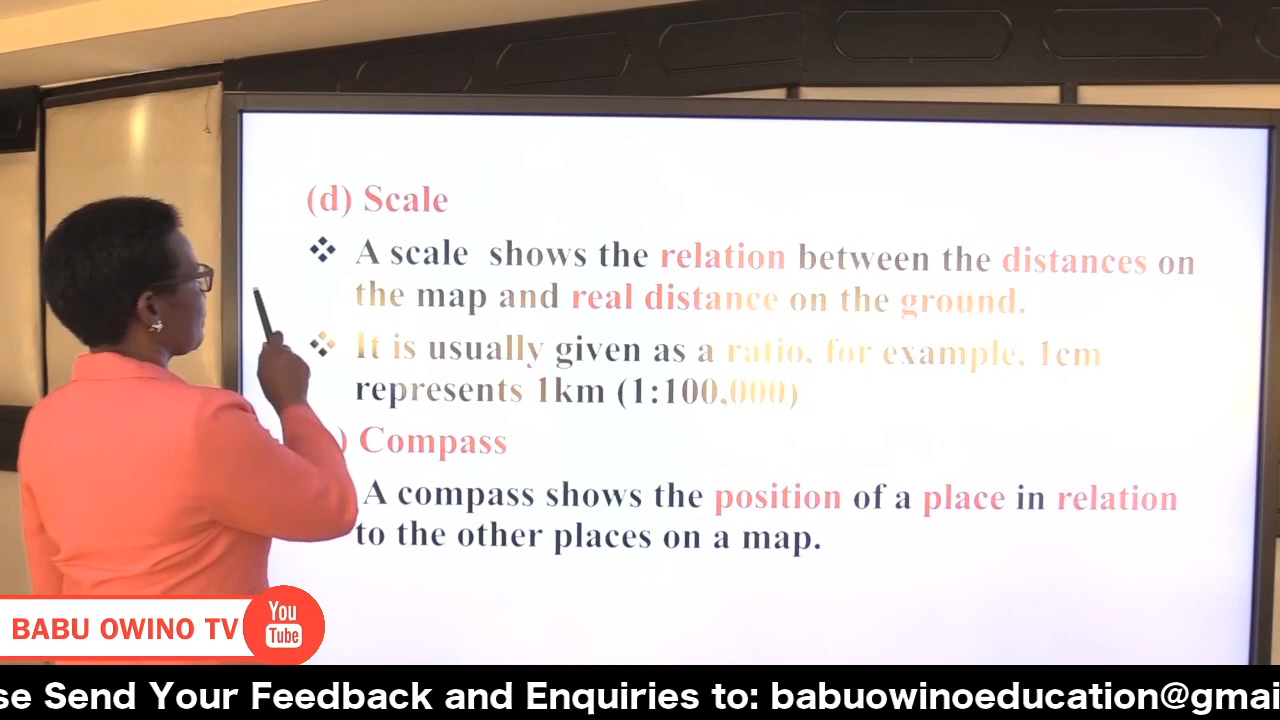 (d) Scale
❖ A scale shows the relation between the distances on
the map and real distance on the ground.
❖ It is usually given as a ratio, for example, 1cm
represents 1km (1:100,000)
) Compass
A compass shows the position of a place in relation
to the other places on a map.
BABU OWINO TV
You
Tube
se Send Your Feedback and Enquiries to: babuowinoeducation@gmai